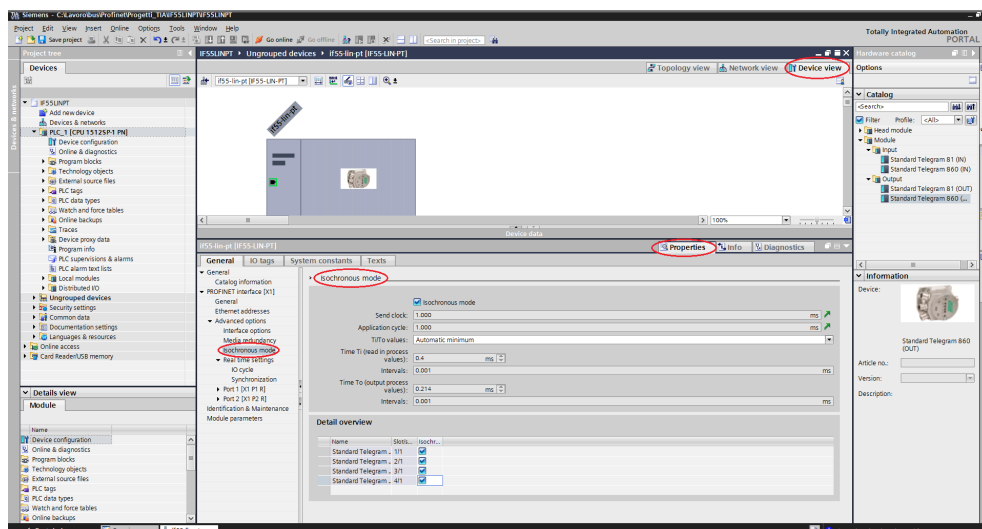 Siemens - C:\Lavoro\bus\Profinet\Progetti_TIA\IF55LINPT\IF55LINPT
Project Edit View Insert Online Options Tools Window Help
Totally Integrated Automation
PORTAL
Save project
Go online
Go offline
<Search in project>
Project tree
IF55LINPT Ungrouped devices if55-lin-pt [IF55-LIN-PT]
Hardware catalog
Devices
Topology view Network view Device view
Options
if55-lin-pt [IF55-LIN-PT]
Devices & networks
IF55LINPT
Add new device
Devices & networks
PLC_1 [CPU 1512SP-1 PN]
Device configuration
Online & diagnostics
Program blocks
Technology objects
External source files
PLC tags
PLC data types
Watch and force tables
Online backups
Traces
Device proxy data
Program info
PLC supervisions & alarms
PLC alarm text lists
Local modules
Distributed I/O
Ungrouped devices
Security settings
Common data
Documentation settings
Languages & resources
Online access
Card Reader/USB memory
if55-lin-pt
100%
Device data
Catalog
<Search>
Filter Profile: <All>
Head module
Module
Input
Standard Telegram 81 (IN)
Standard Telegram 860 (IN)
Output
Standard Telegram 81 (OUT)
Standard Telegram 860 (...
if55-lin-pt [IF55-LIN-PT]
Properties Info Diagnostics
General IO tags System constants Texts
General
Catalog information
PROFINET interface [X1]
General
Ethernet addresses
Advanced options
Interface options
Media redundancy
Isochronous mode
Real time settings
IO cycle
Synchronization
Port 1 [X1 P1 R]
Port 2 [X1 P2 R]
Identification & Maintenance
Module parameters
Isochronous mode
Isochronous mode
Send clock: 1.000 ms
Application cycle: 1.000 ms
Ti/To values: Automatic minimum
Time Ti (read in process
values): 0.4 ms
Intervals: 0.001 ms
Time To (output process
values): 0.214 ms
Intervals: 0.001 ms
Detail overview
Name Slot/s... Isochr...
Standard Telegram .. 1/1
Standard Telegram .. 2/1
Standard Telegram .. 3/1
Standard Telegram .. 4/1
Information
Device:
Standard Telegram 860
(OUT)
Article no.:
Version:
Description:
Details view
Module
Name
Device configuration
Online & diagnostics
Program blocks
Technology objects
External source files
PLC tags
PLC data types
Watch and force tables
Online backups